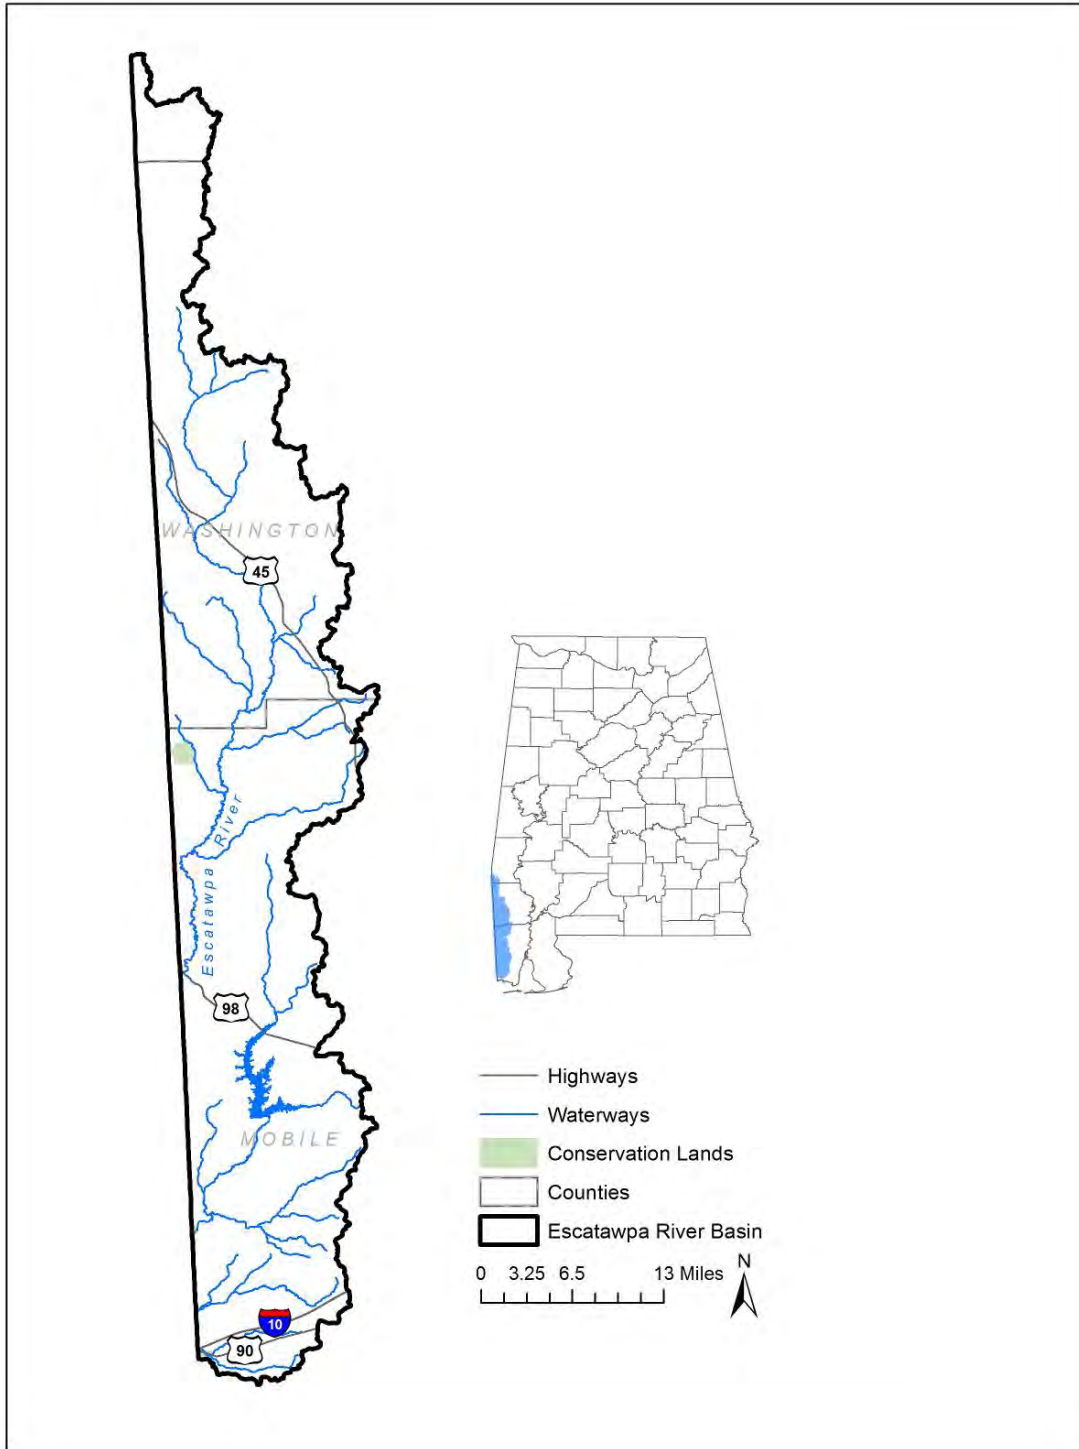 WASHINGTON
45
Escatawpa River
98
MOBILE
10
90
Highways
Waterways
Conservation Lands
Counties
Escatawpa River Basin
0 3.25 6.5 13 Miles
N